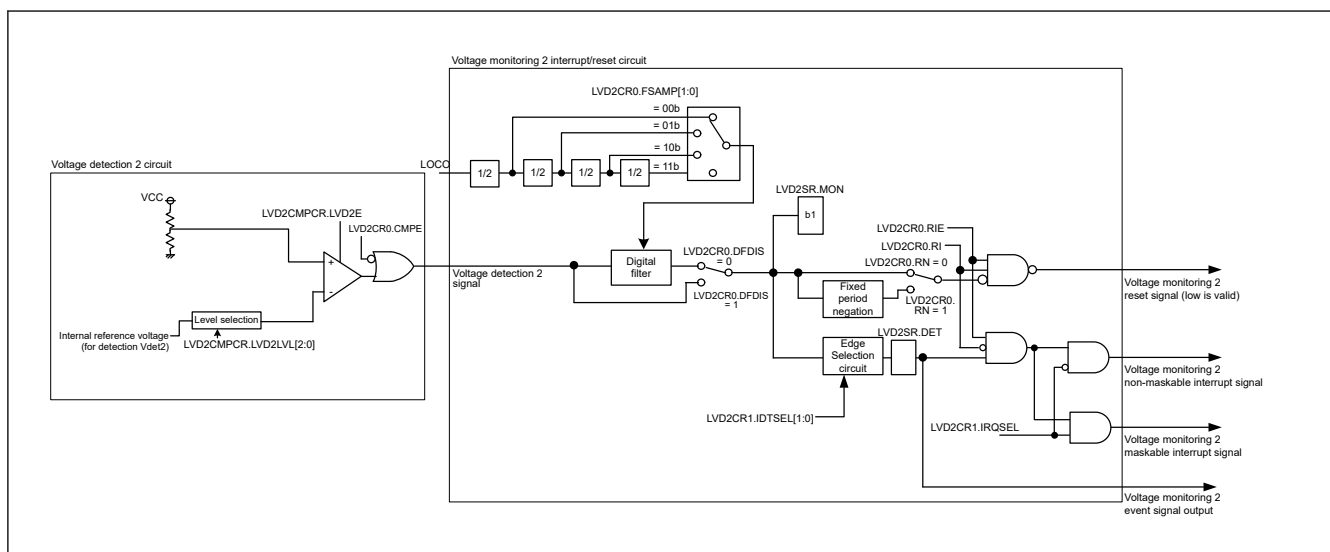 Voltage monitoring 2 interrupt/reset circuit
LVD2CR0.FSAMP[1:0]
= 00b
= 01b
= 10b
= 11b
LOCO
1/2
1/2
1/2
1/2
Voltage detection 2 circuit
VCC
LVD2CMPCR.LVD2E
LVD2CR0.CMPE
+
-
Level selection
Internal reference voltage
(for detection Vdet2)
LVD2CMPCR.LVD2LVL[2:0]
Voltage detection 2
signal
Digital
filter
LVD2CR0.DFDIS
= 0
LVD2CR0.DFDIS
= 1
LVD2SR.MON
b1
LVD2CR0.RIE
LVD2CR0.RI
LVD2CR0.RN = 0
Fixed
period
negation
LVD2CR0.
RN = 1
Voltage monitoring 2
reset signal (low is valid)
Edge
Selection
circuit
LVD2SR.DET
LVD2CR1.IDTSEL[1:0]
Voltage monitoring 2
non-maskable interrupt signal
LVD2CR1.IRQSEL
Voltage monitoring 2
maskable interrupt signal
Voltage monitoring 2
event signal output